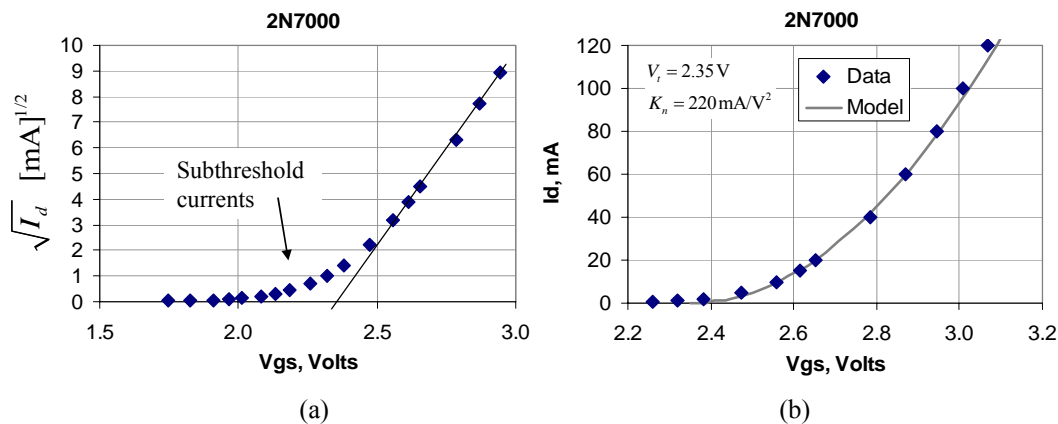 2N7000
10
9
8
7
6
5
4
3
2
1
0
√I_d [mA]^1/2
Subthreshold
currents
1.5 2.0 2.5 3.0
Vgs, Volts
(a)
2N7000
120
100
80
60
40
20
0
Id, mA
V_t = 2.35 V
K_n = 220 mA/V²
Data
Model
2.2 2.4 2.6 2.8 3.0 3.2
Vgs, Volts
(b)